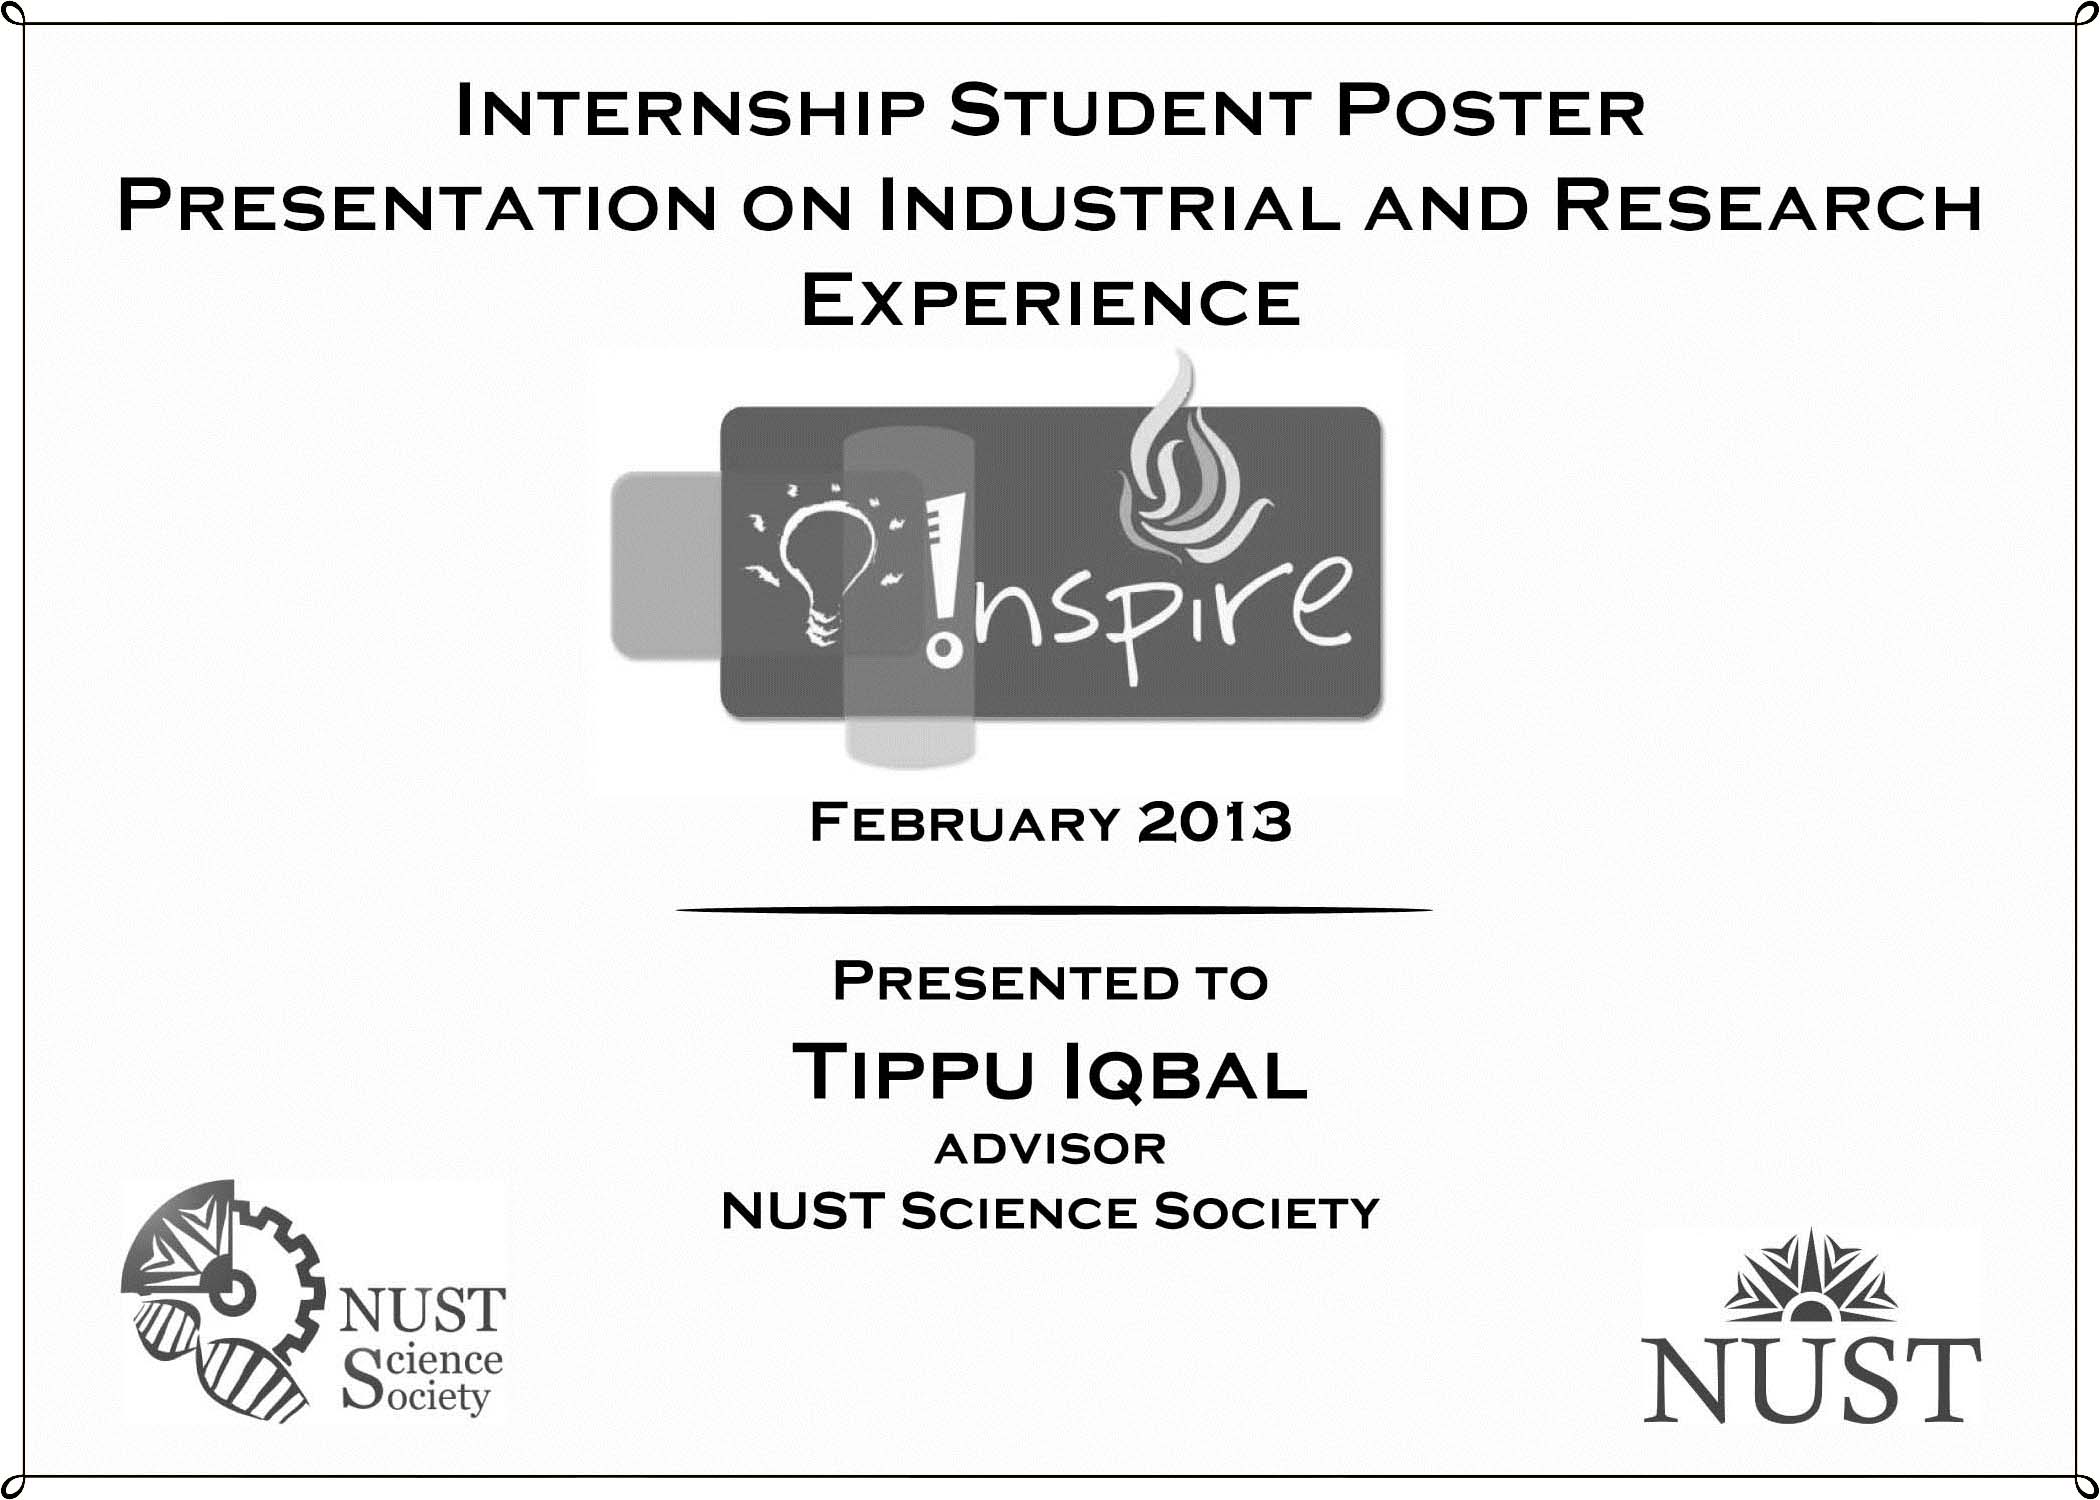 Internship Student Poster
Presentation on Industrial and Research
Experience
!nspire
February 2013
Presented to
Tippu Iqbal
advisor
NUST Science Society
NUST
Science
Society
NUST